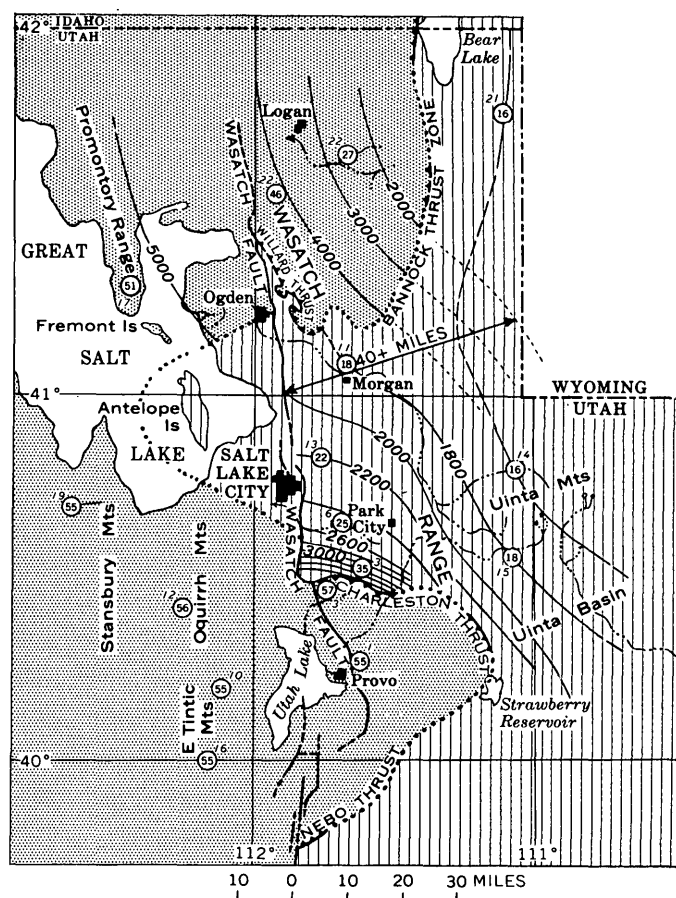 42°
IDAHO
UTAH
Bear
Lake
21
16
Logan
22
27
Promontory Range
WASATCH FAULT
22
46
WASATCH
RANGE
WILLARD THRUST
2000
3000
4000
5000
BANNOCK THRUST ZONE
GREAT
SALT
LAKE
51
Ogden
Fremont Is
11
18
40+ MILES
Morgan
41°
WYOMING
UTAH
Antelope
Is
2000
1800
2200
13
22
SALT
LAKE
CITY
14
16
Uinta Mts
19
55
Stansbury Mts
Oquirrh Mts
6
25
Park
City
2600
3000
3
35
18
15
WASATCH FAULT
57
CHARLESTON THRUST
Uinta Basin
12
56
Utah Lake
55
Provo
10
55
E Tintic
Mts
Strawberry
Reservoir
16
55
40°
NEBO THRUST
112°
111°
10 0 10 20 30 MILES